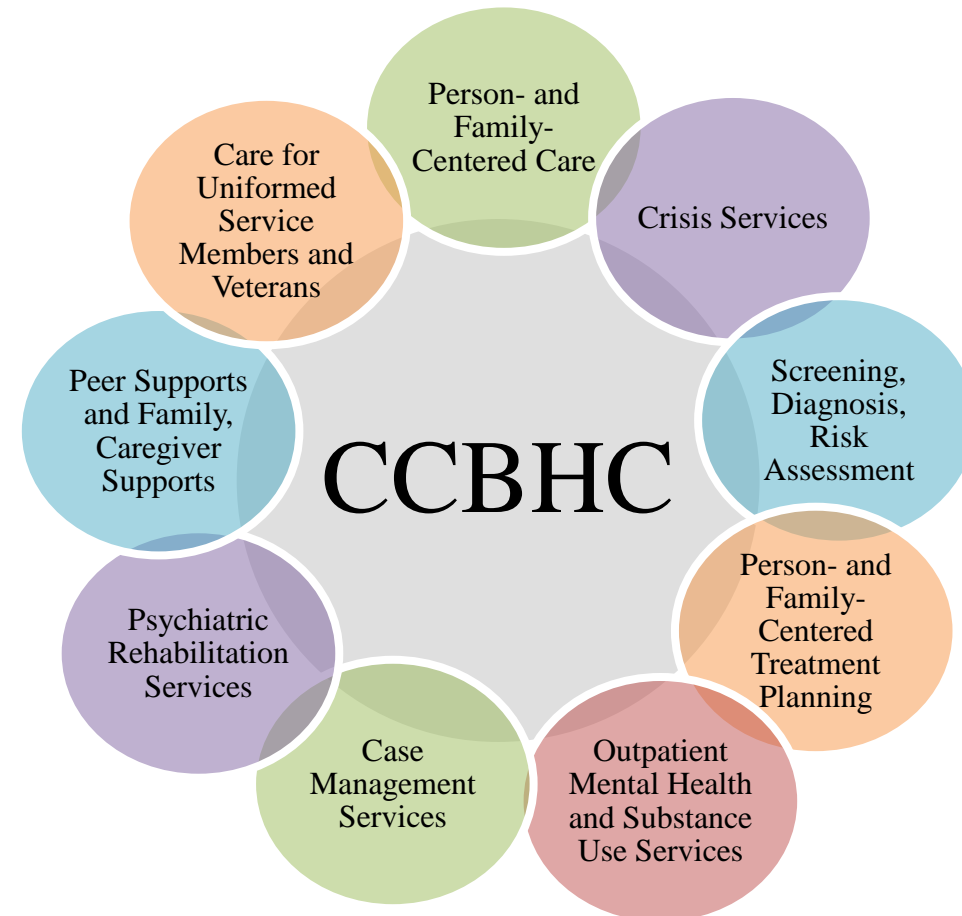 Person- and
Family-
Centered Care
Crisis Services
Screening,
Diagnosis,
Risk
Assessment
Person- and
Family-
Centered
Treatment
Planning
Outpatient
Mental Health
and Substance
Use Services
Case
Management
Services
Psychiatric
Rehabilitation
Services
Peer Supports
and Family,
Caregiver
Supports
Care for
Uniformed
Service
Members and
Veterans
CCBHC